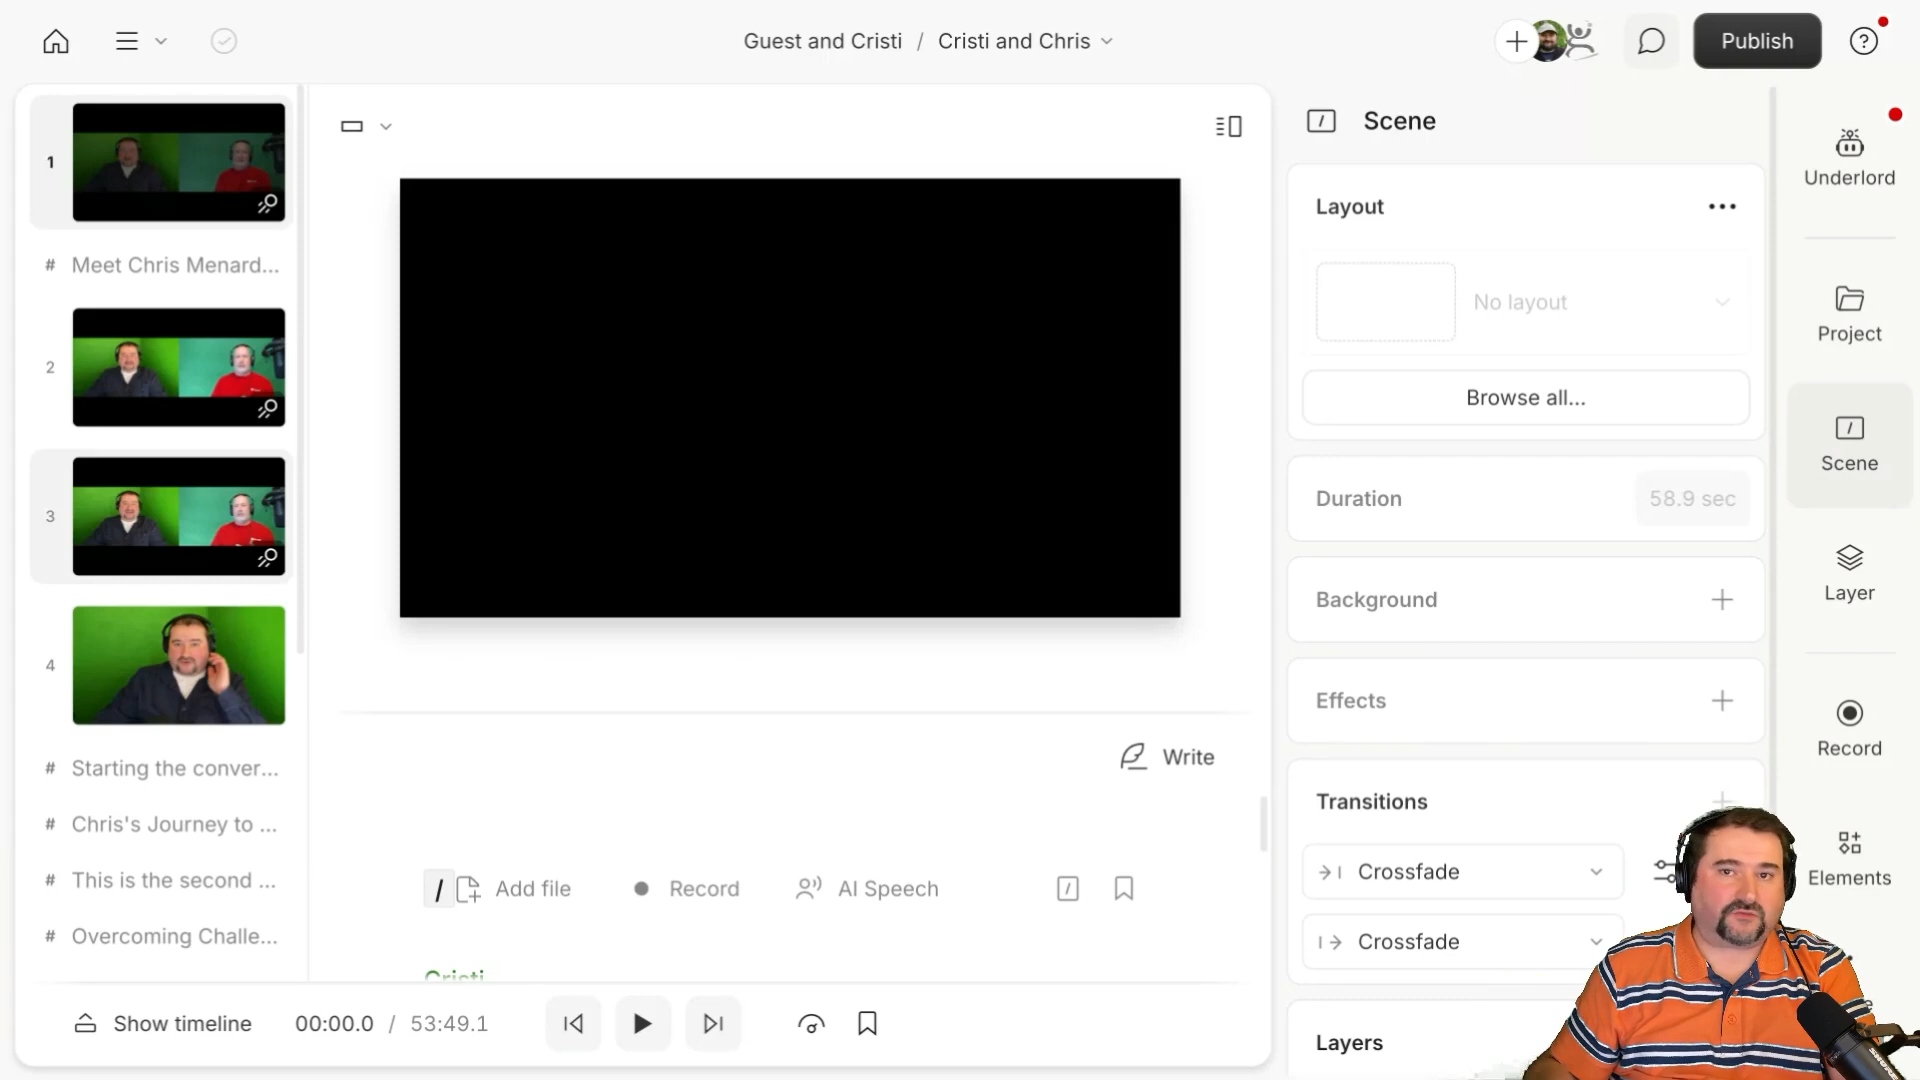 Guest and Cristi / Cristi and Chris
Publish
1
# Meet Chris Menard...
2
3
4
# Starting the conver...
# Chris's Journey to ...
# This is the second ...
# Overcoming Challe...
Write
/ Add file
Record
AI Speech
Cristi
Show timeline
00:00.0 / 53:49.1
Scene
Layout
No layout
Browse all...
Duration
58.9 sec
Background
Effects
Transitions
Crossfade
Crossfade
Layers
Underlord
Project
Scene
Layer
Record
Elements
SHURE